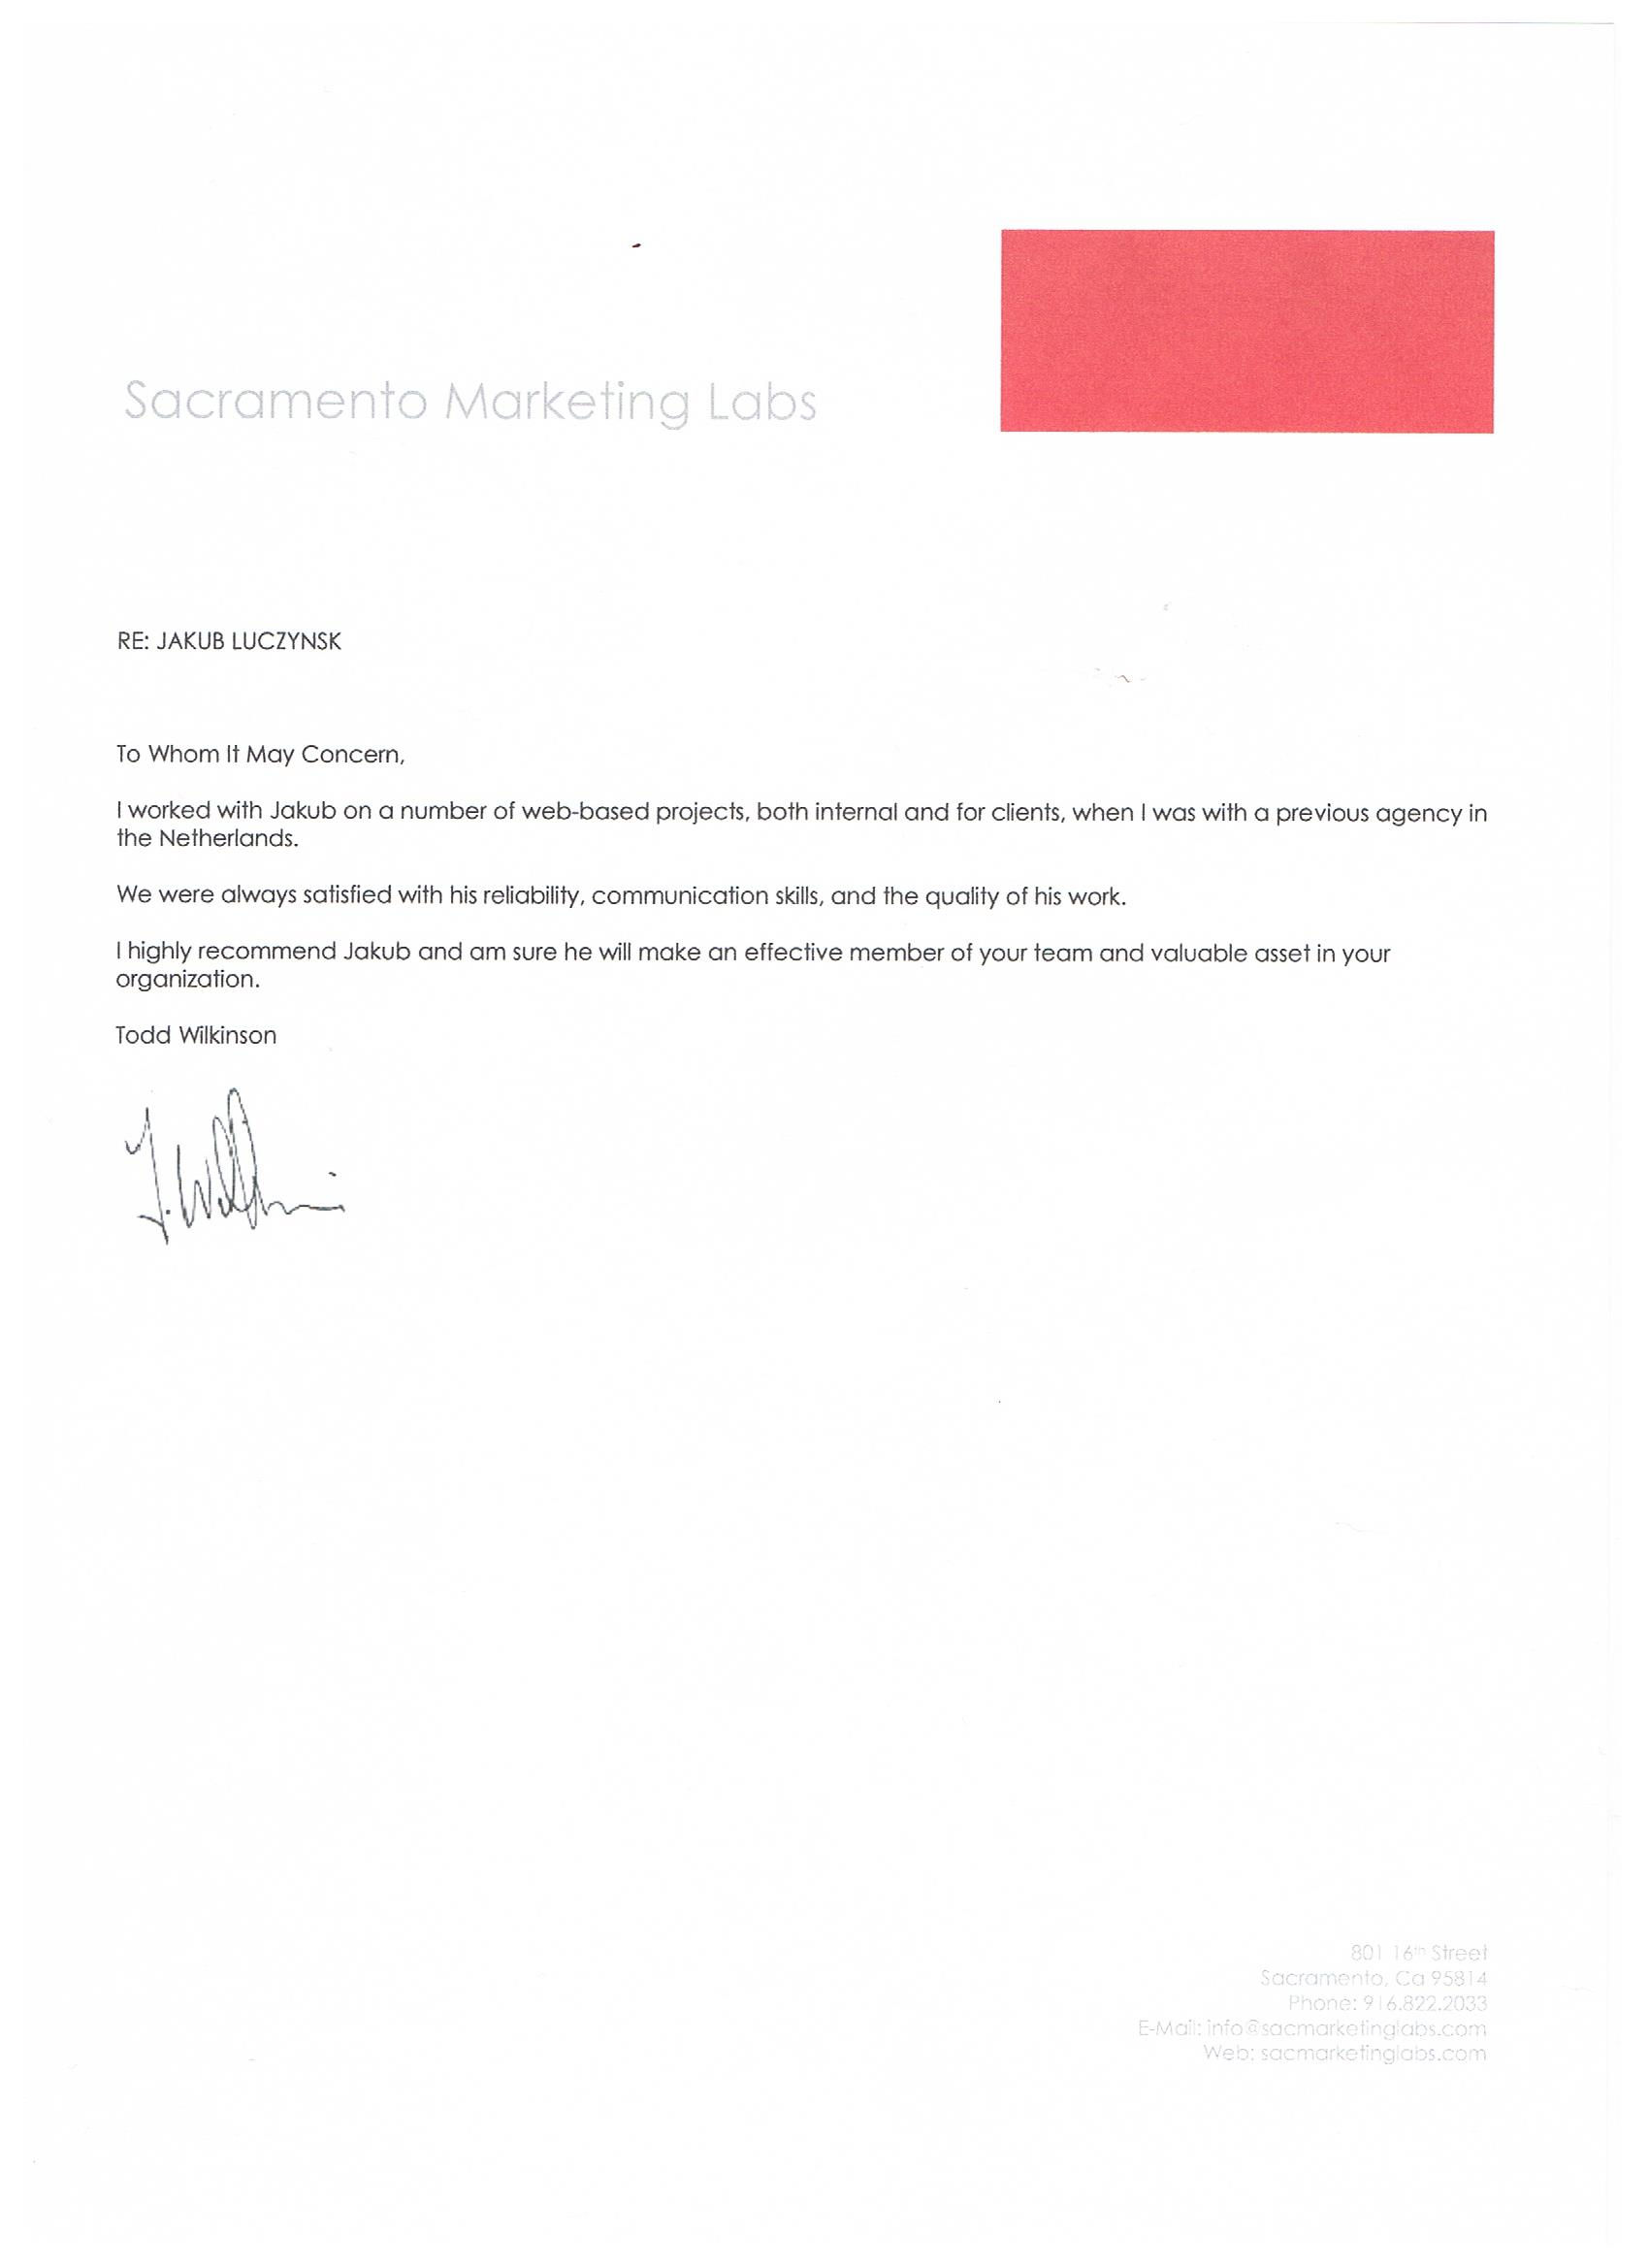 Sacramento Marketing Labs
RE: JAKUB LUCZYNSK
To Whom It May Concern,
I worked with Jakub on a number of web-based projects, both internal and for clients, when I was with a previous agency in
the Netherlands.
We were always satisfied with his reliability, communication skills, and the quality of his work.
I highly recommend Jakub and am sure he will make an effective member of your team and valuable asset in your
organization.
Todd Wilkinson
801 16th Street
Sacramento, Ca 95814
Phone: 916.822.2033
E-Mail: info@sacmarketinglabs.com
Web: sacmarketinglabs.com